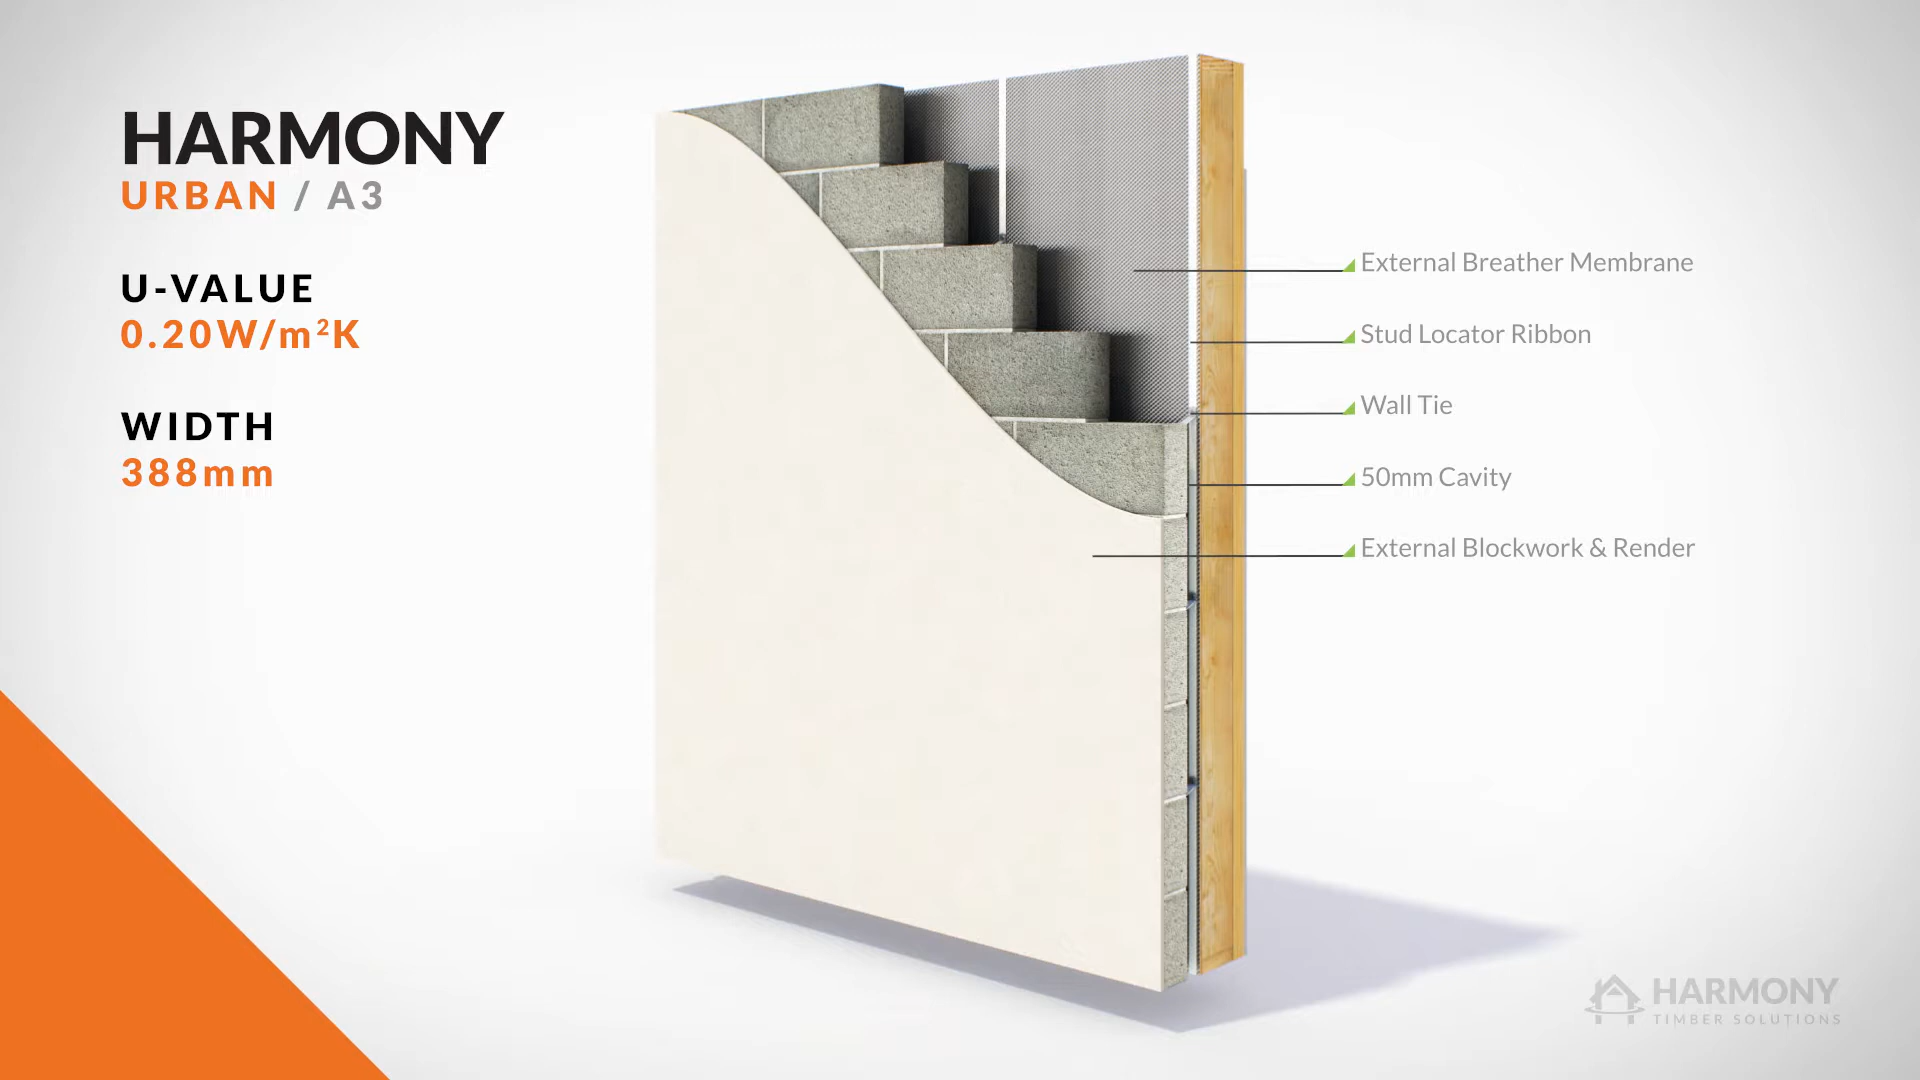 HARMONY
URBAN / A3
U-VALUE
0.20W/m²K
WIDTH
388mm
External Breather Membrane
Stud Locator Ribbon
Wall Tie
50mm Cavity
External Blockwork & Render
HARMONY
TIMBER SOLUTIONS